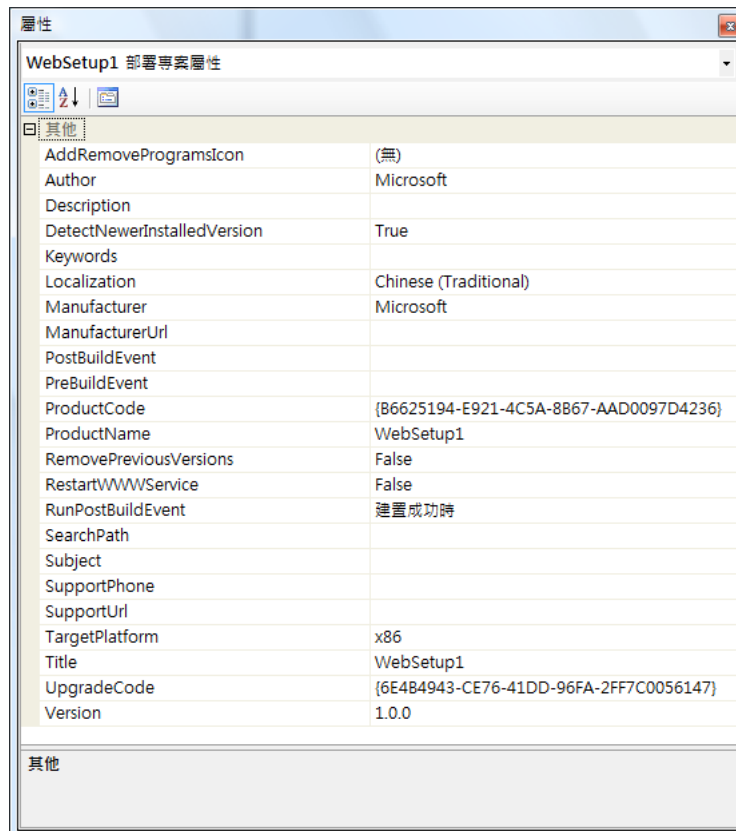 屬性
WebSetup1 部署專案屬性
其他
AddRemoveProgramsIcon (無)
Author Microsoft
Description
DetectNewerInstalledVersion True
Keywords
Localization Chinese (Traditional)
Manufacturer Microsoft
ManufacturerUrl
PostBuildEvent
PreBuildEvent
ProductCode {B6625194-E921-4C5A-8B67-AAD0097D4236}
ProductName WebSetup1
RemovePreviousVersions False
RestartWWWService False
RunPostBuildEvent 建置成功時
SearchPath
Subject
SupportPhone
SupportUrl
TargetPlatform x86
Title WebSetup1
UpgradeCode {6E4B4943-CE76-41DD-96FA-2FF7C0056147}
Version 1.0.0
其他